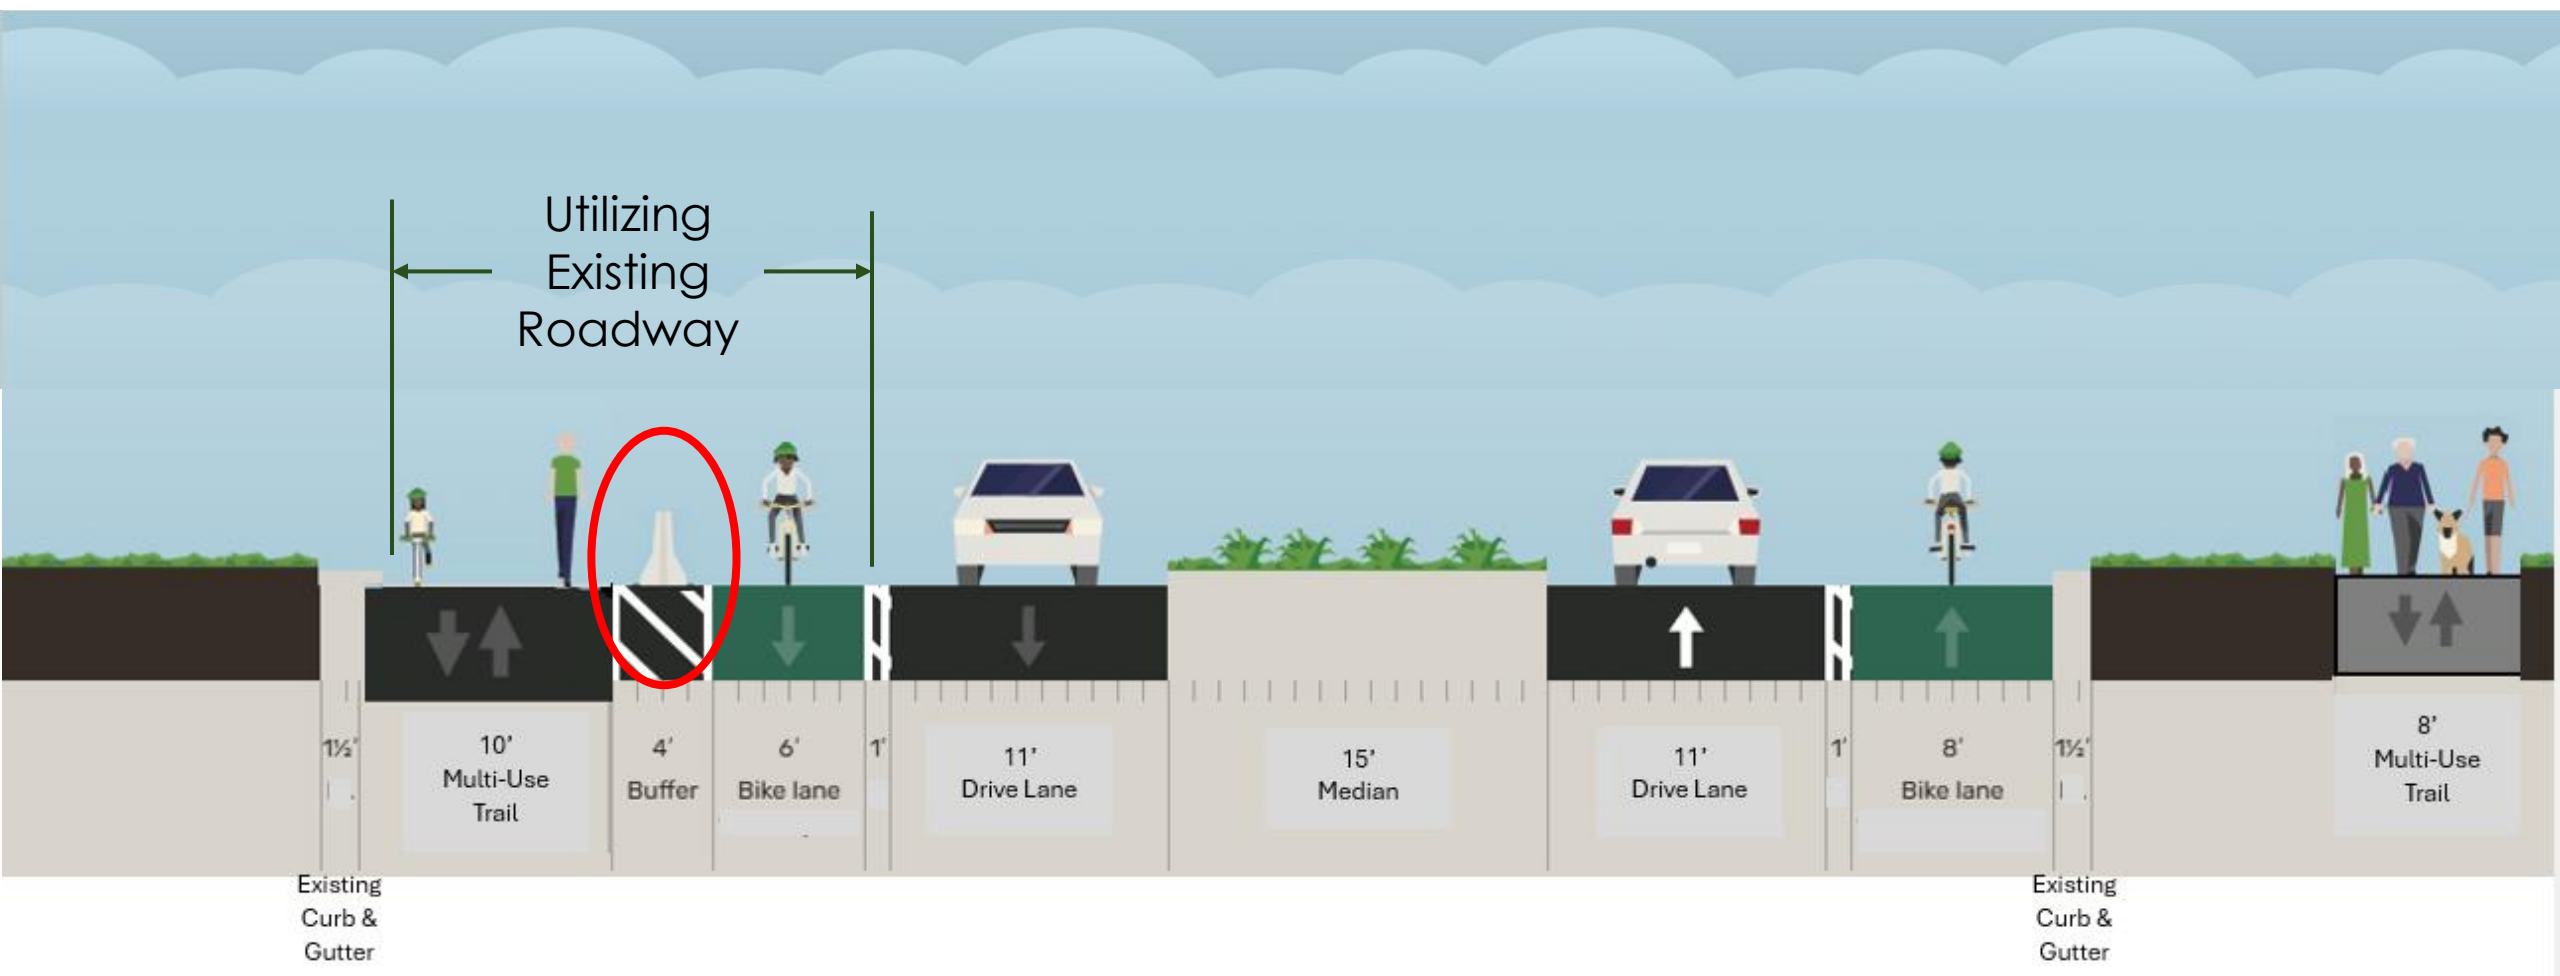 Utilizing
Existing
Roadway
1½'
10'
Multi-Use
Trail
4'
Buffer
6'
Bike lane
1'
11'
Drive Lane
15'
Median
11'
Drive Lane
1'
8'
Bike lane
1½'
8'
Multi-Use
Trail
Existing
Curb &
Gutter
Existing
Curb &
Gutter